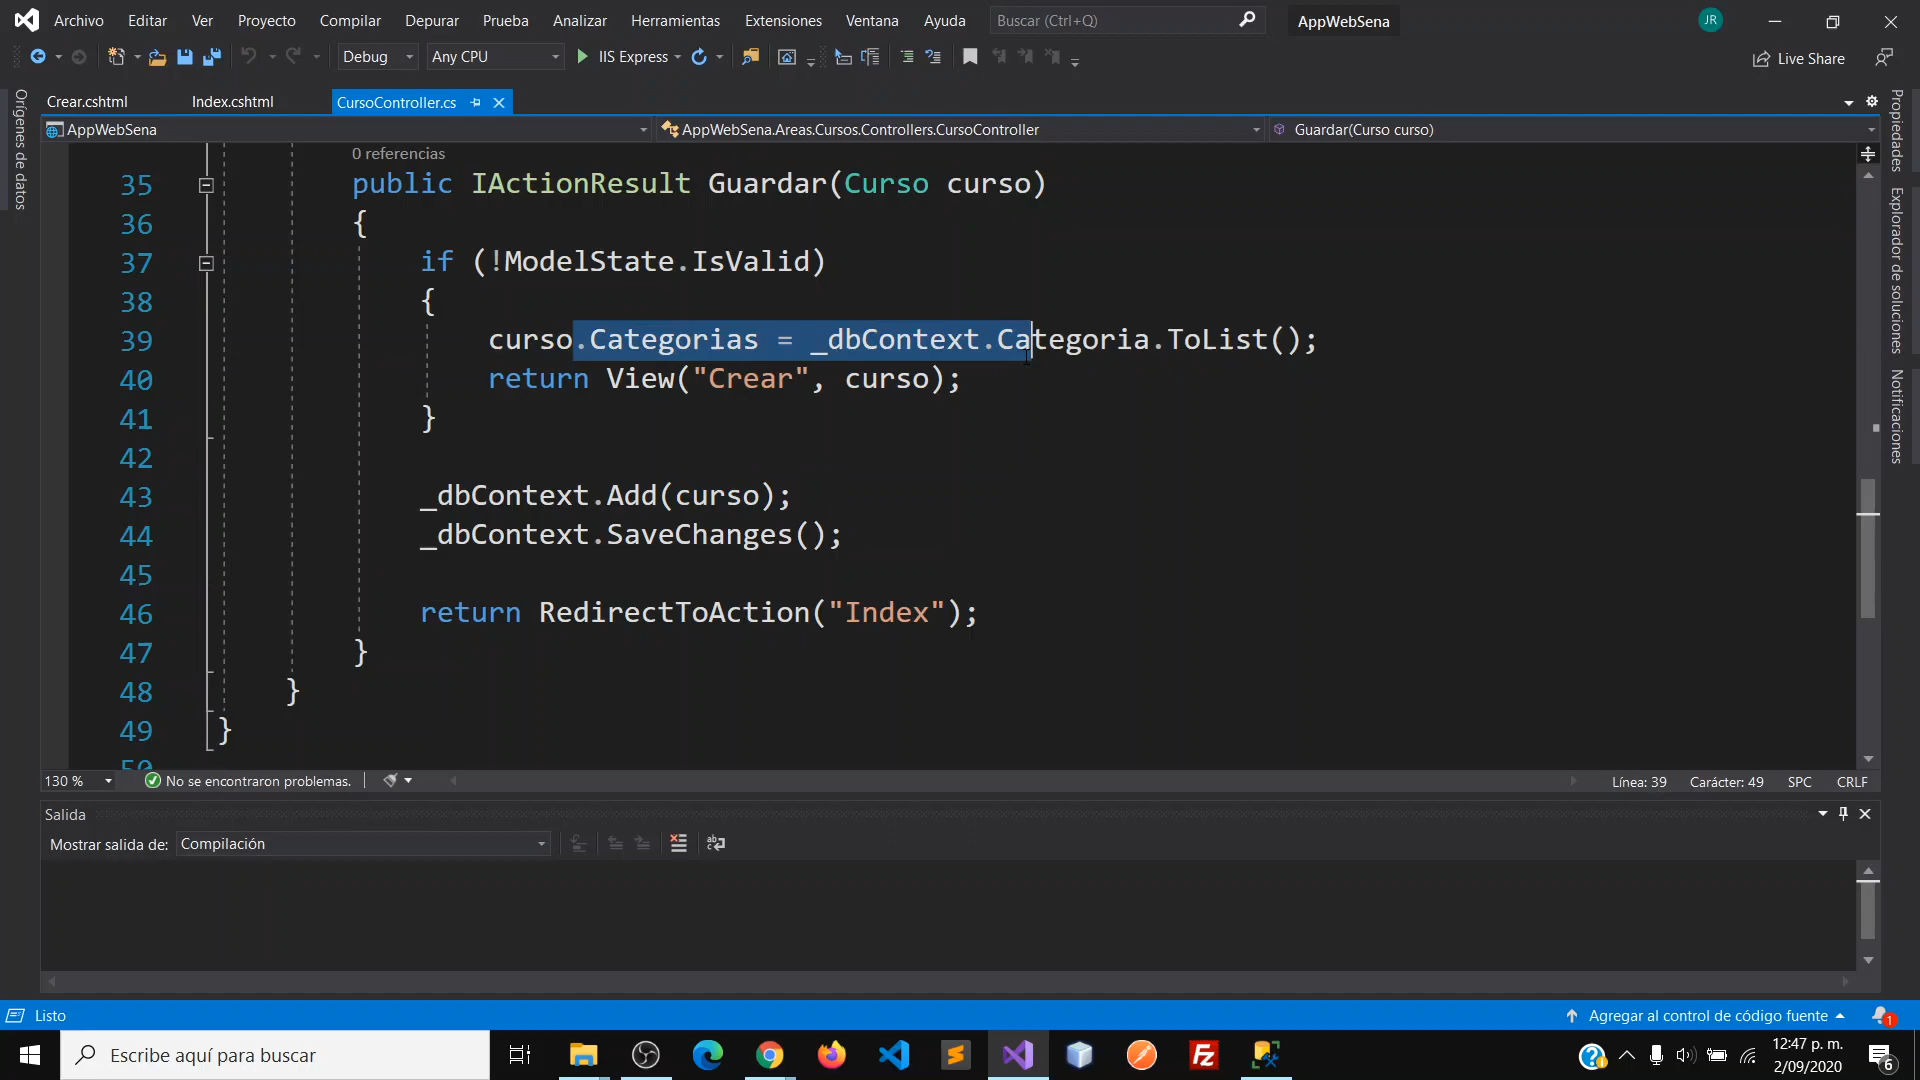 Archivo Editar Ver Proyecto Compilar Depurar Prueba Analizar Herramientas Extensiones Ventana Ayuda Buscar (Ctrl+Q) AppWebSena JR
Debug Any CPU IIS Express Live Share
Crear.cshtml Index.cshtml CursoController.cs
AppWebSena AppWebSena.Areas.Cursos.Controllers.CursoController Guardar(Curso curso)
Orígenes de datos
Propiedades
Explorador de soluciones
Notificaciones
0 referencias
35 public IActionResult Guardar(Curso curso)
36 {
37 if (!ModelState.IsValid)
38 {
39 curso.Categorias = _dbContext.Categoria.ToList();
40 return View("Crear", curso);
41 }
42
43 _dbContext.Add(curso);
44 _dbContext.SaveChanges();
45
46 return RedirectToAction("Index");
47 }
48 }
49 }
50
130 % No se encontraron problemas. Línea: 39 Carácter: 49 SPC CRLF
Salida
Mostrar salida de: Compilación
Listo Agregar al control de código fuente 1
Escribe aquí para buscar 12:47 p. m.
2/09/2020 6